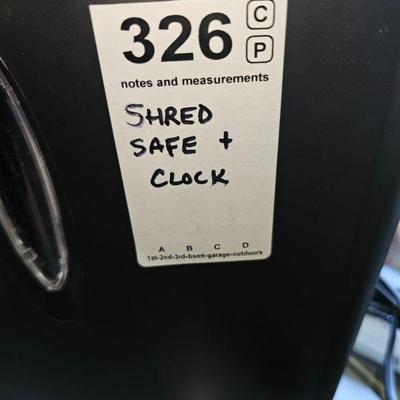 326 C
P
notes and measurements
SHRED
SAFE +
CLOCK
A B C D
1st-2nd-3rd-bsmt-garage-outdoors